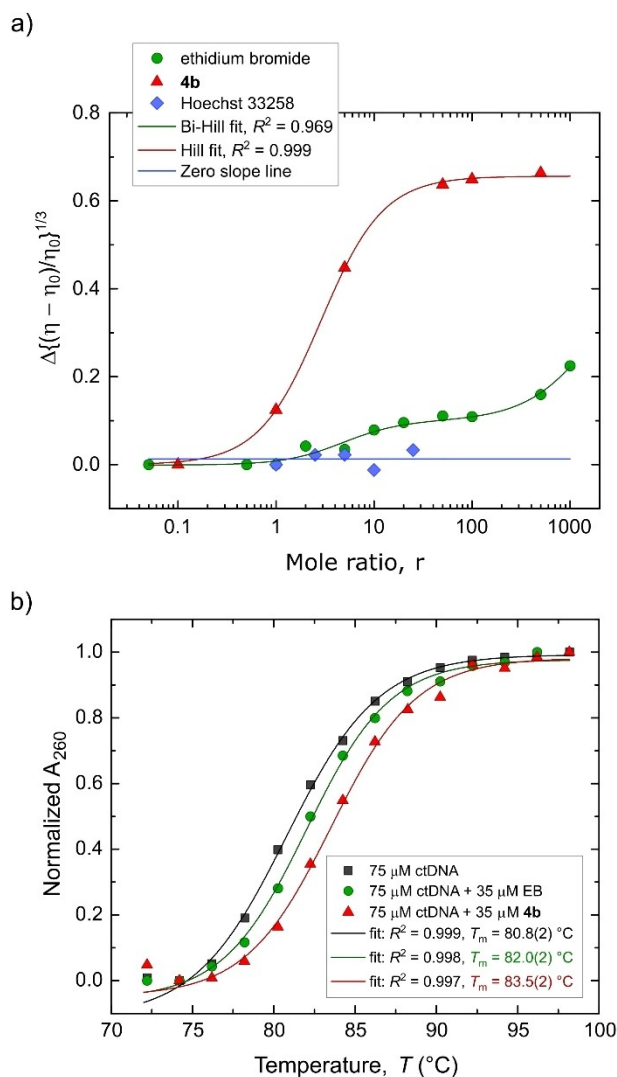 a)
ethidium bromide
4b
Hoechst 33258
Bi-Hill fit, R² = 0.969
Hill fit, R² = 0.999
Zero slope line
0.8
0.6
0.4
0.2
0.0
Δ{(η − η₀)/η₀}^1/3
0.1 1 10 100 1000
Mole ratio, r
b)
1.0
0.8
0.6
0.4
0.2
0.0
Normalized A₂₆₀
75 μM ctDNA
75 μM ctDNA + 35 μM EB
75 μM ctDNA + 35 μM 4b
fit: R² = 0.999, Tₘ = 80.8(2) °C
fit: R² = 0.998, Tₘ = 82.0(2) °C
fit: R² = 0.997, Tₘ = 83.5(2) °C
70 75 80 85 90 95 100
Temperature, T (°C)